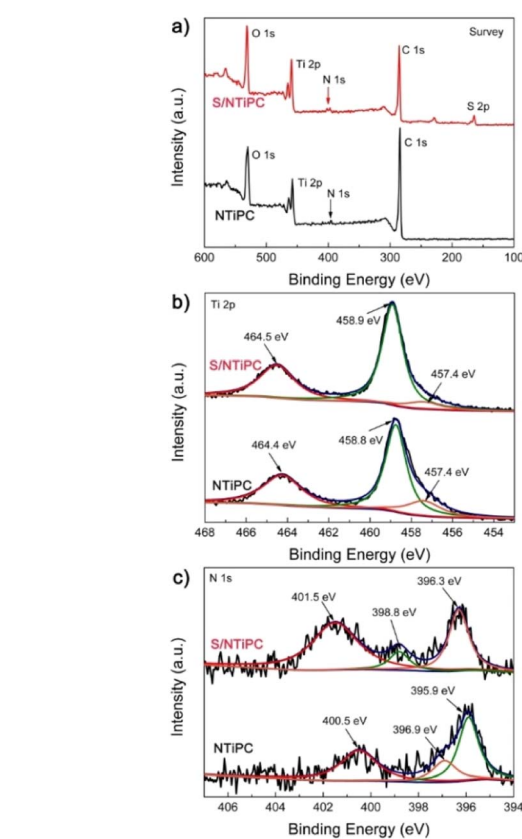 a)
Survey
O 1s
Ti 2p
N 1s
C 1s
S 2p
S/NTiPC
O 1s
Ti 2p
N 1s
C 1s
NTiPC
Intensity (a.u.)
600 500 400 300 200 100
Binding Energy (eV)
b)
Ti 2p
458.9 eV
464.5 eV
457.4 eV
S/NTiPC
458.8 eV
464.4 eV
457.4 eV
NTiPC
Intensity (a.u.)
468 466 464 462 460 458 456 454
Binding Energy (eV)
c)
N 1s
396.3 eV
401.5 eV
398.8 eV
S/NTiPC
395.9 eV
400.5 eV
396.9 eV
NTiPC
Intensity (a.u.)
406 404 402 400 398 396 394
Binding Energy (eV)